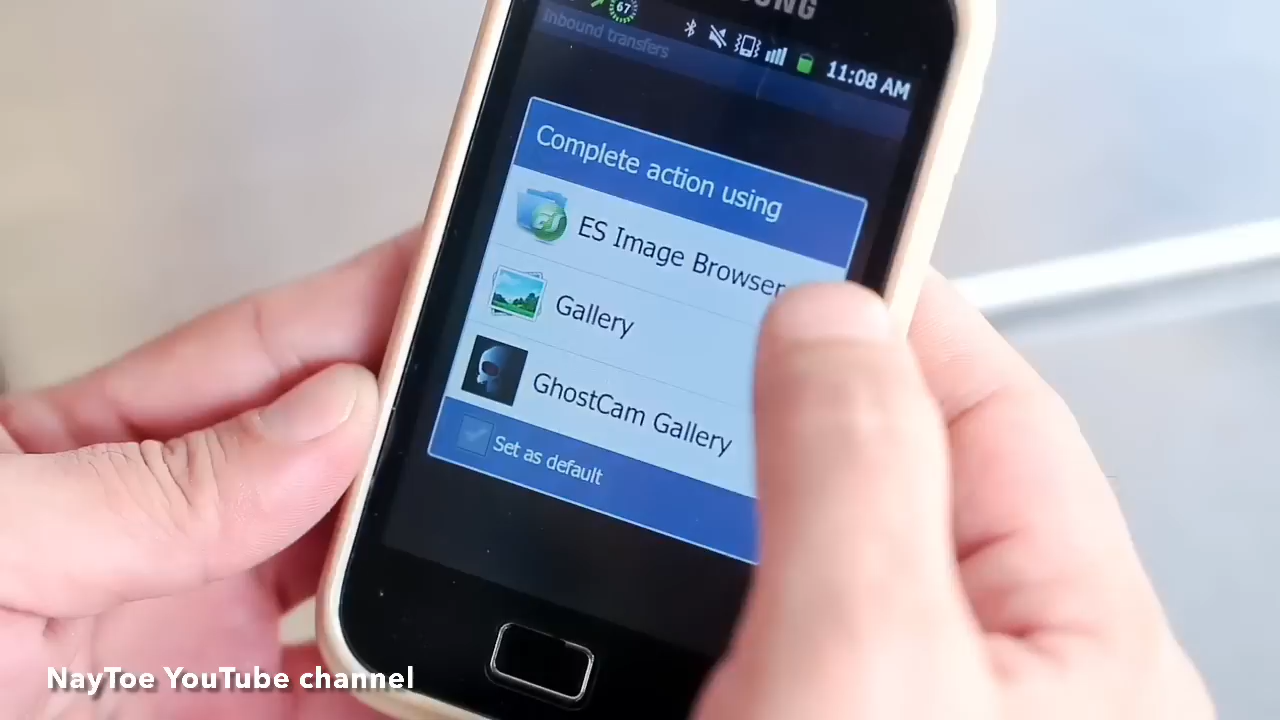 67
11:08 AM
Inbound transfers
Complete action using
ES Image Browser
Gallery
GhostCam Gallery
Set as default
NayToe YouTube channel